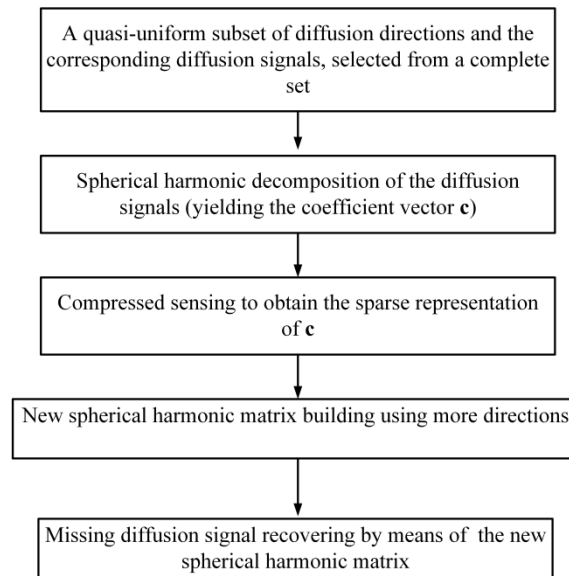 A quasi-uniform subset of diffusion directions and the
corresponding diffusion signals, selected from a complete
set
Spherical harmonic decomposition of the diffusion
signals (yielding the coefficient vector c)
Compressed sensing to obtain the sparse representation
of c
New spherical harmonic matrix building using more directions
Missing diffusion signal recovering by means of the new
spherical harmonic matrix